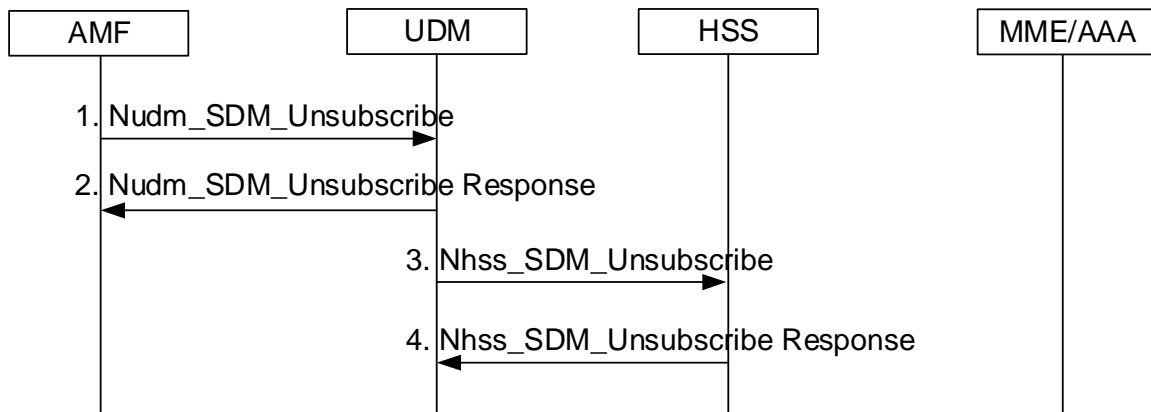 AMF
UDM
HSS
MME/AAA
1. Nudm_SDM_Unsubscribe
2. Nudm_SDM_Unsubscribe Response
3. Nhss_SDM_Unsubscribe
4. Nhss_SDM_Unsubscribe Response